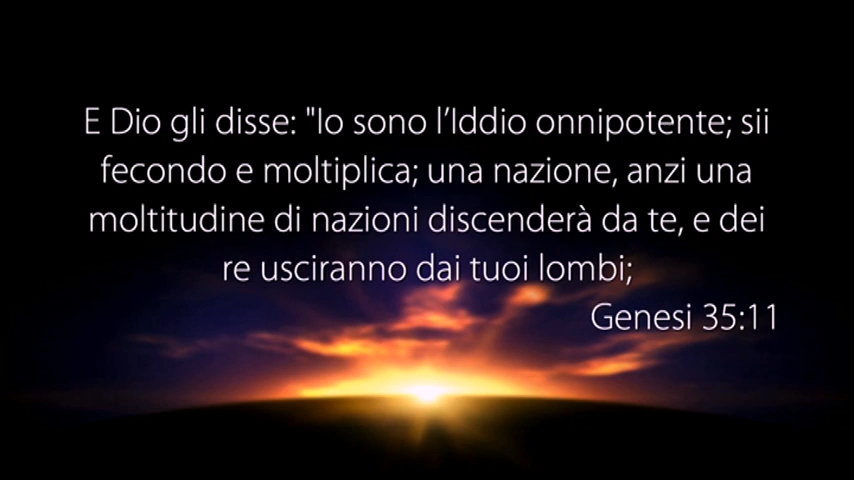 E Dio gli disse: "Io sono l’Iddio onnipotente; sii
fecondo e moltiplica; una nazione, anzi una
moltitudine di nazioni discenderà da te, e dei
re usciranno dai tuoi lombi;
Genesi 35:11